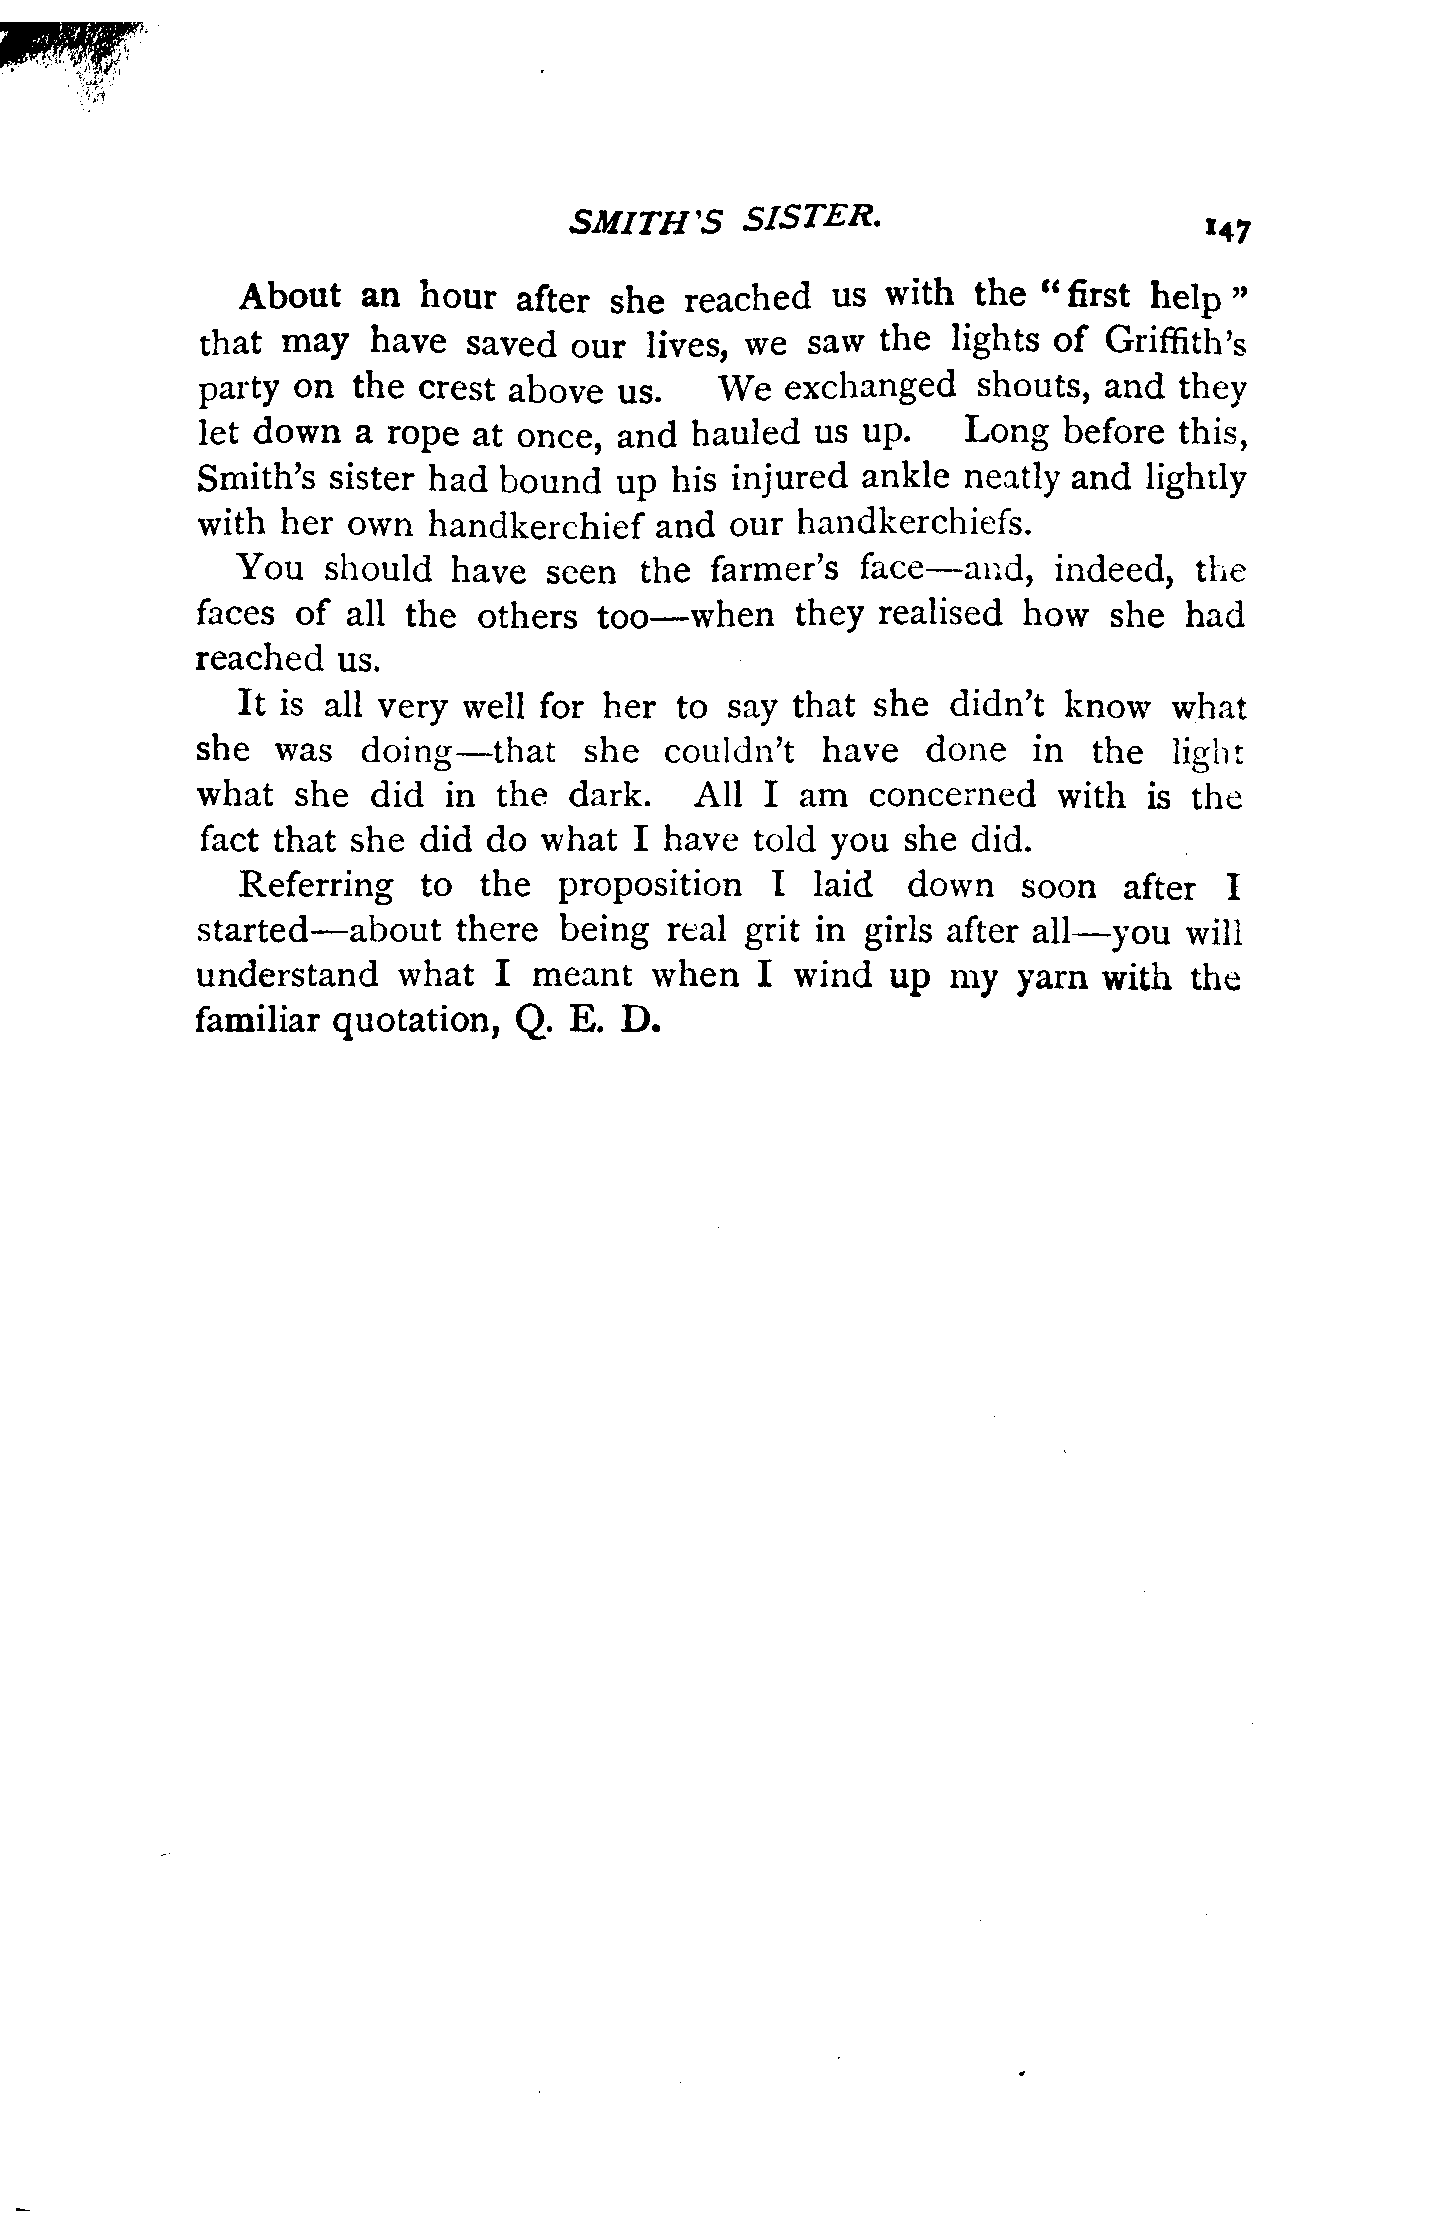 SMITH'S SISTER. 147
About an hour after she reached us with the “first help”
that may have saved our lives, we saw the lights of Griffith's
party on the crest above us. We exchanged shouts, and they
let down a rope at once, and hauled us up. Long before this,
Smith's sister had bound up his injured ankle neatly and lightly
with her own handkerchief and our handkerchiefs.
You should have seen the farmer's face—and, indeed, the
faces of all the others too—when they realised how she had
reached us.
It is all very well for her to say that she didn't know what
she was doing—that she couldn't have done in the light
what she did in the dark. All I am concerned with is the
fact that she did do what I have told you she did.
Referring to the proposition I laid down soon after I
started—about there being real grit in girls after all—you will
understand what I meant when I wind up my yarn with the
familiar quotation, Q. E. D.